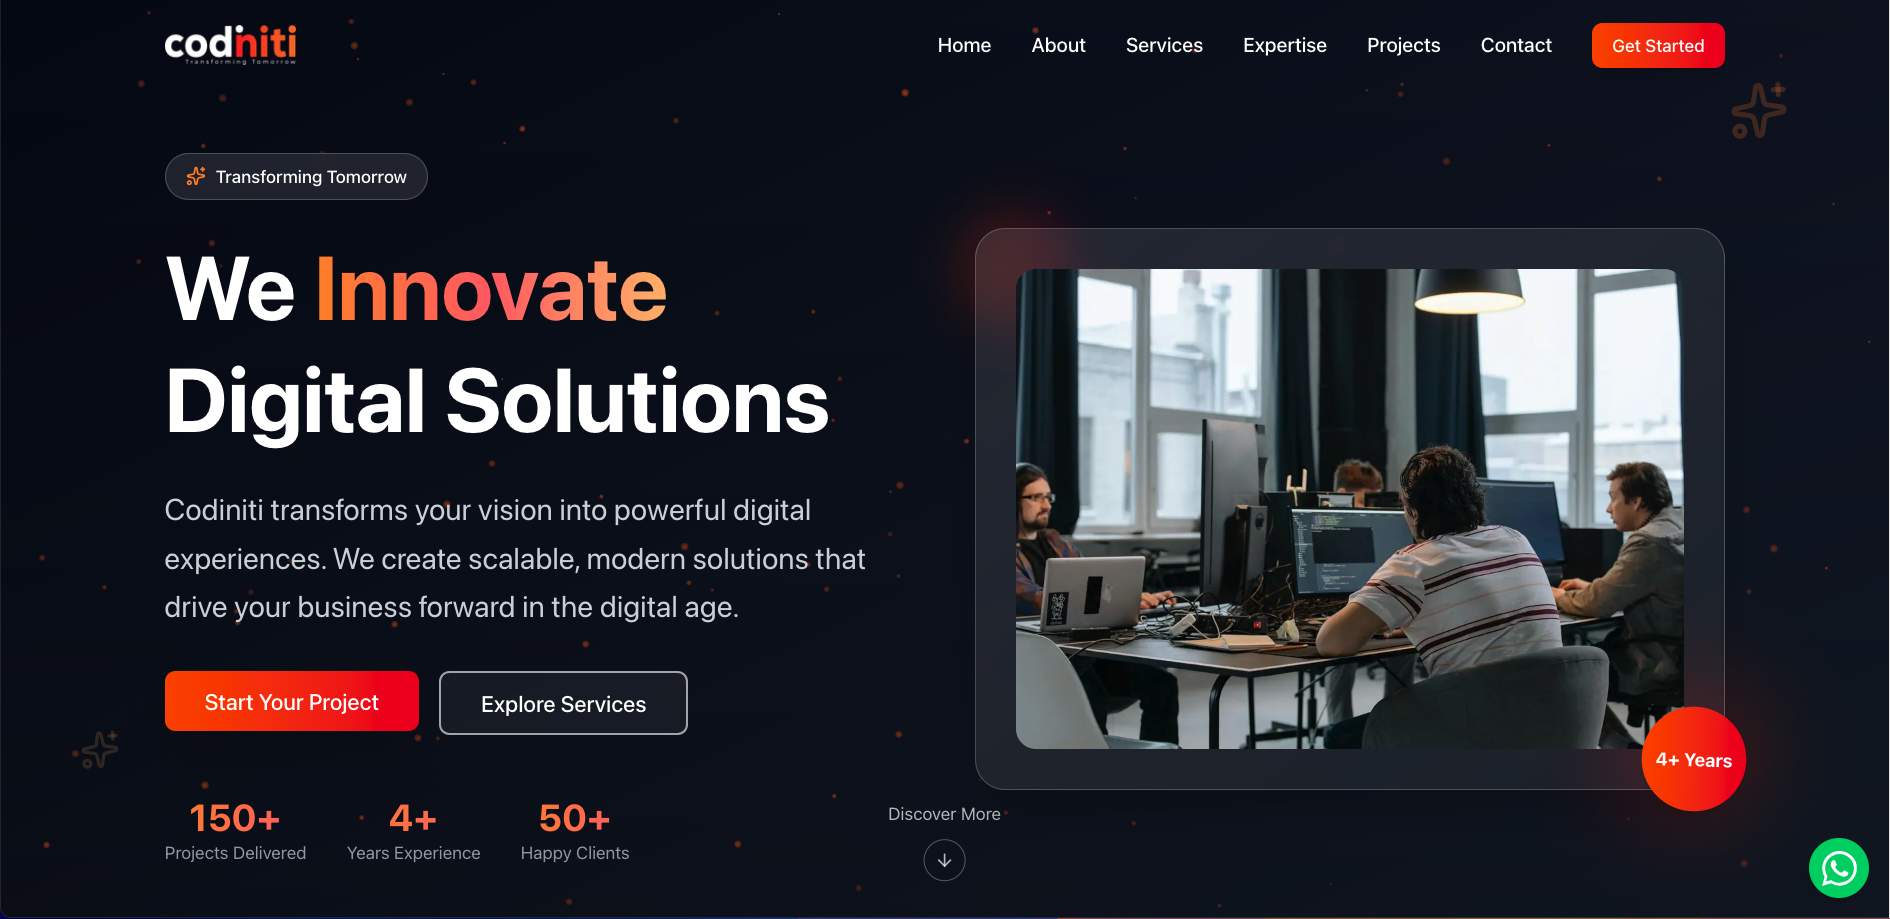 codniti
Transforming Tomorrow
Home
About
Services
Expertise
Projects
Contact
Get Started
Transforming Tomorrow
We Innovate
Digital Solutions
Codiniti transforms your vision into powerful digital
experiences. We create scalable, modern solutions that
drive your business forward in the digital age.
Start Your Project
Explore Services
150+
Projects Delivered
4+
Years Experience
50+
Happy Clients
Discover More
4+ Years